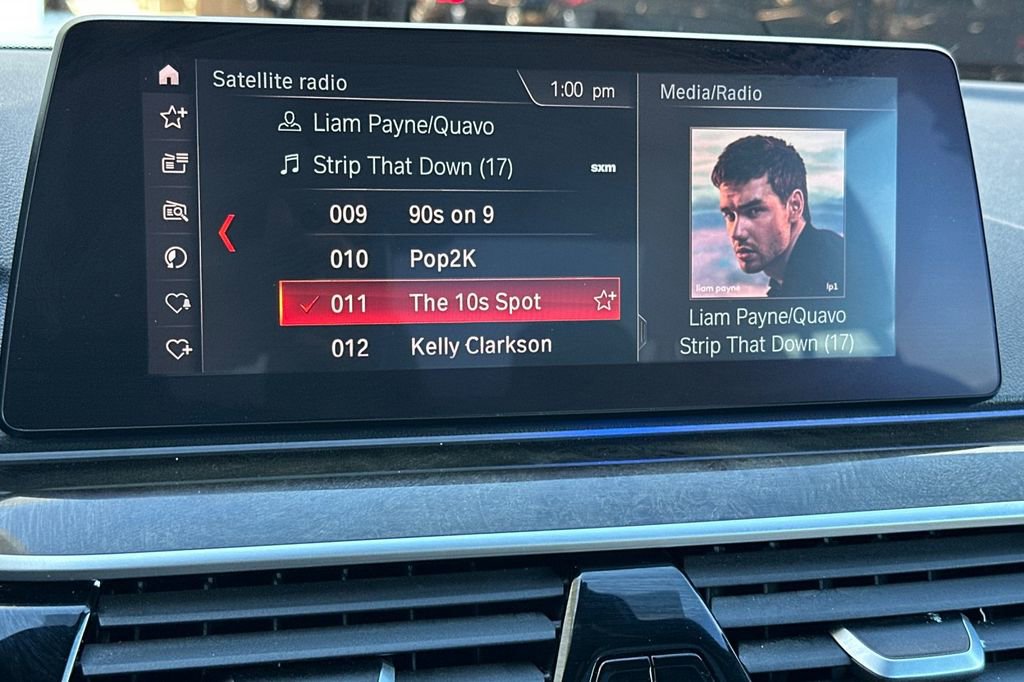 Satellite radio
1:00 pm
Liam Payne/Quavo
Strip That Down (17)
sxm
009 90s on 9
010 Pop2K
011 The 10s Spot
012 Kelly Clarkson
Media/Radio
liam payne lp1
Liam Payne/Quavo
Strip That Down (17)